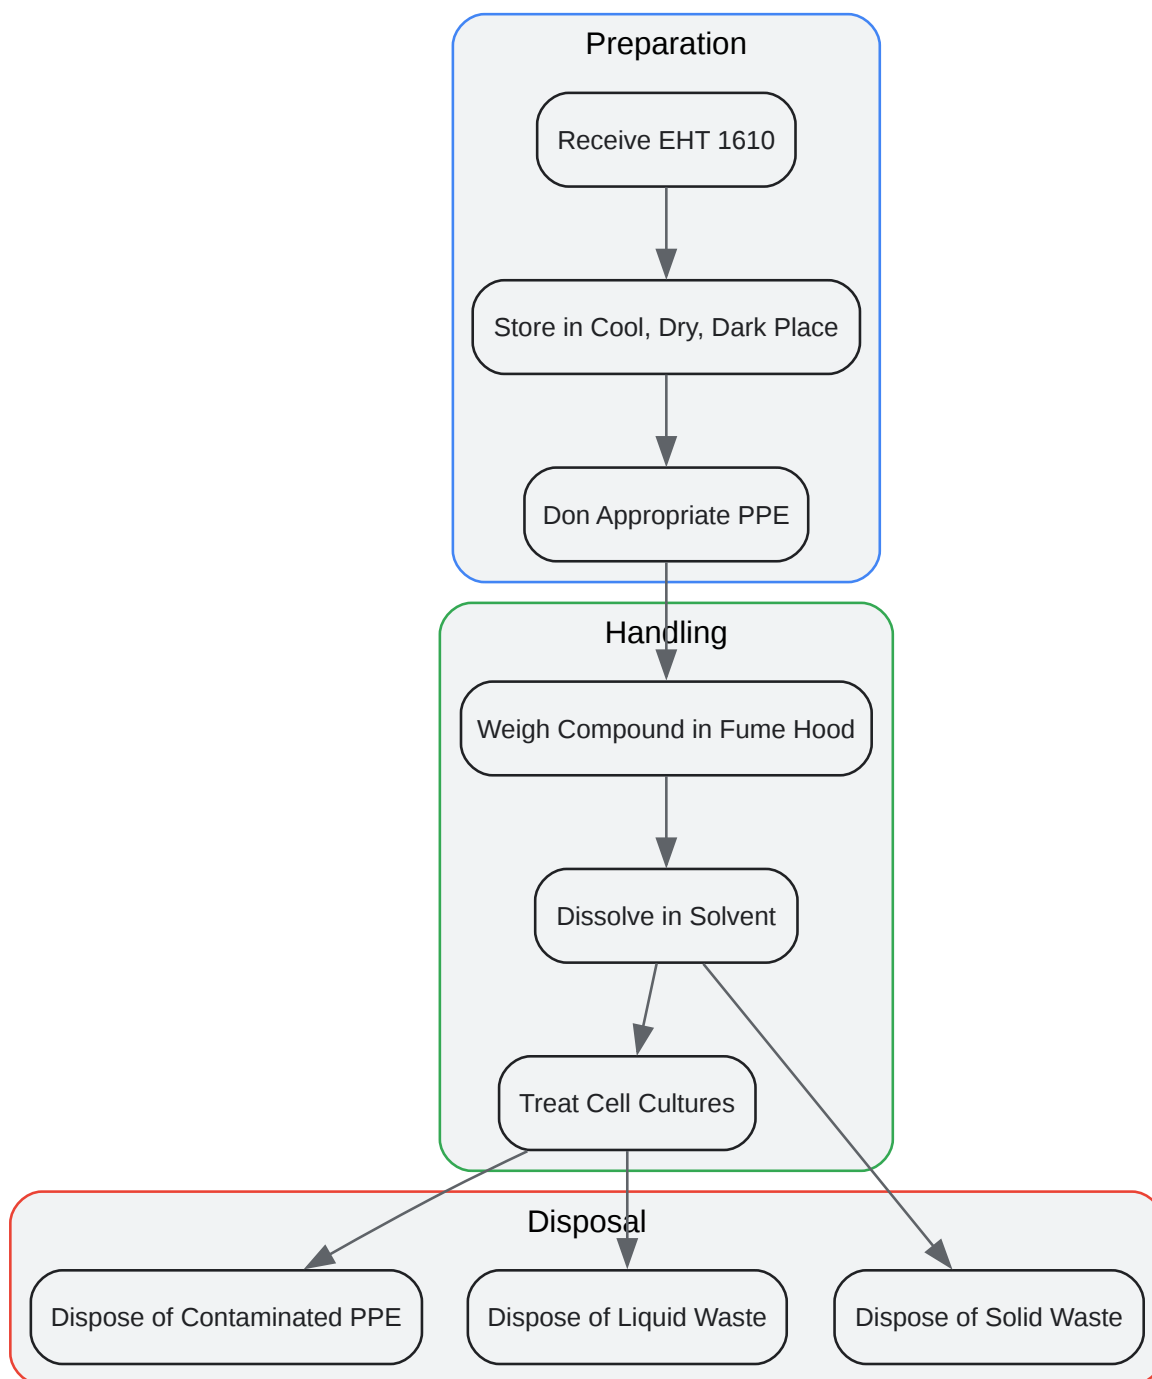 Preparation
Receive EHT 1610
Store in Cool, Dry, Dark Place
Don Appropriate PPE
Handling
Weigh Compound in Fume Hood
Dissolve in Solvent
Treat Cell Cultures
Disposal
Dispose of Contaminated PPE
Dispose of Liquid Waste
Dispose of Solid Waste